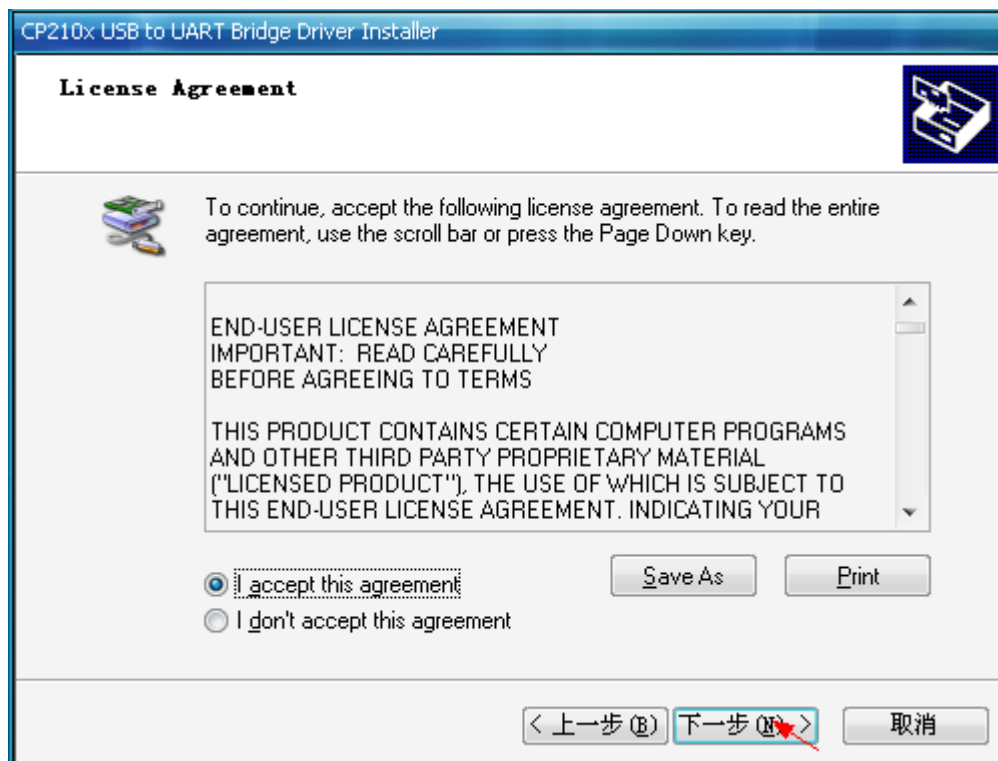 CP210x USB to UART Bridge Driver Installer
License Agreement
To continue, accept the following license agreement. To read the entire
agreement, use the scroll bar or press the Page Down key.
END-USER LICENSE AGREEMENT
IMPORTANT:  READ CAREFULLY
BEFORE AGREEING TO TERMS
THIS PRODUCT CONTAINS CERTAIN COMPUTER PROGRAMS
AND OTHER THIRD PARTY PROPRIETARY MATERIAL
("LICENSED PRODUCT"), THE USE OF WHICH IS SUBJECT TO
THIS END-USER LICENSE AGREEMENT. INDICATING YOUR
I accept this agreement
Save As
Print
I don't accept this agreement
< 上一步(B)
下一步(N) >
取消